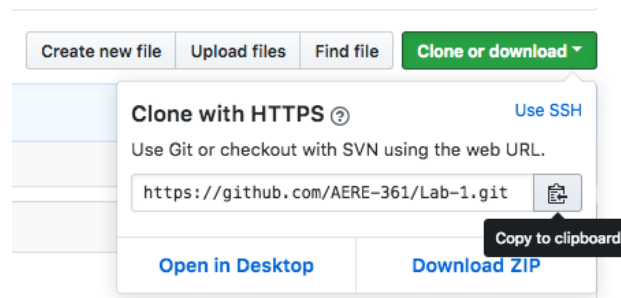 Create new file Upload files Find file Clone or download
Clone with HTTPS Use SSH
Use Git or checkout with SVN using the web URL.
https://github.com/AERE-361/Lab-1.git
Copy to clipboard
Open in Desktop Download ZIP